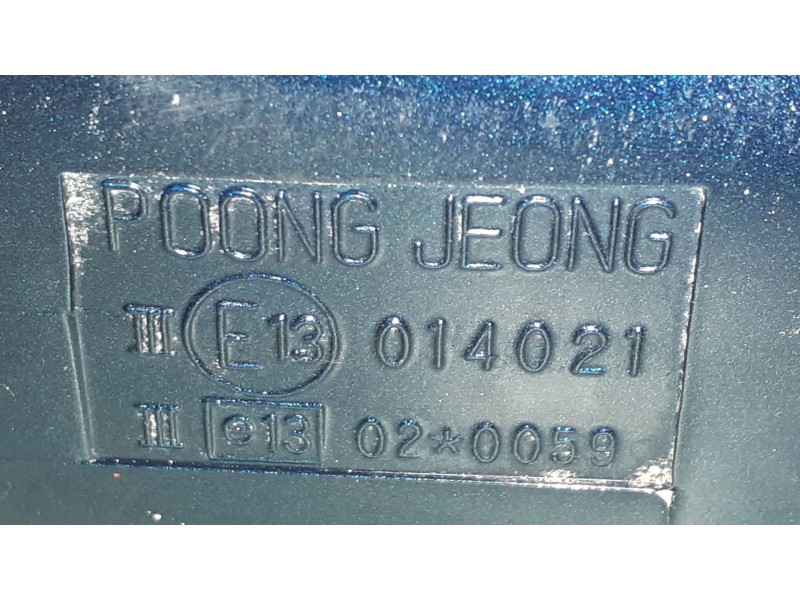 POONG JEONG
III E13 014021
III e13 02*0059